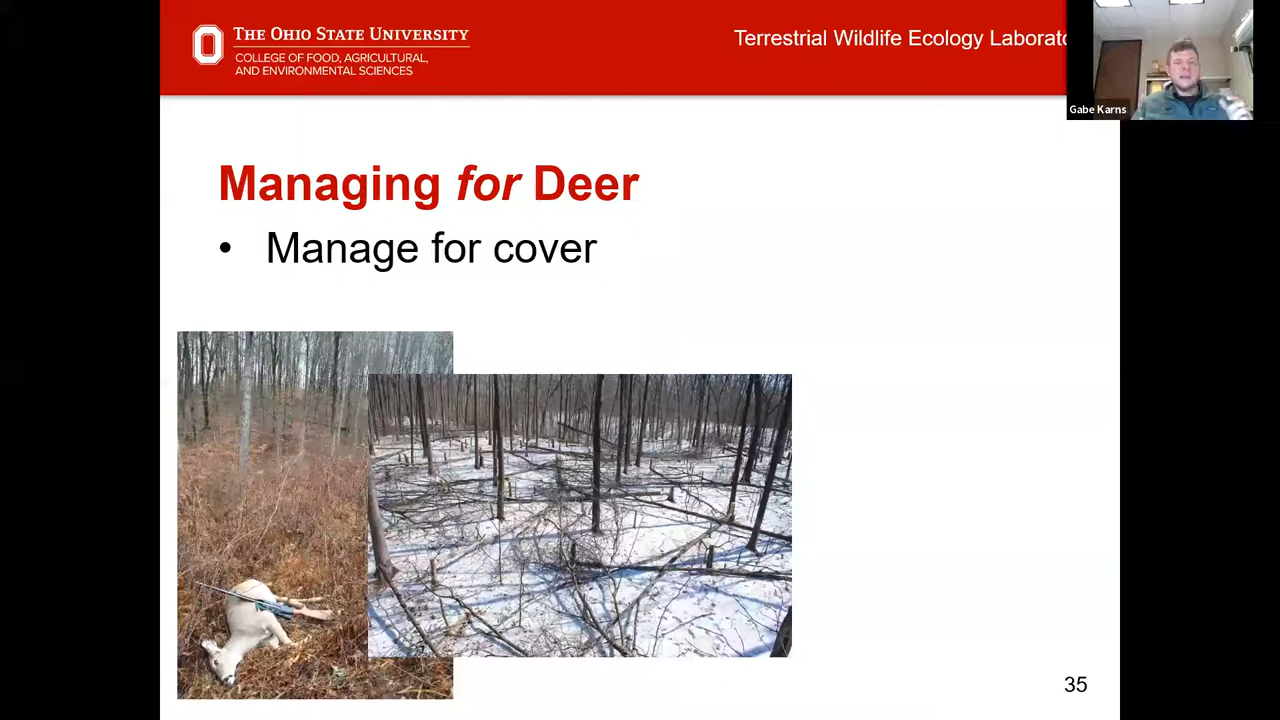 THE OHIO STATE UNIVERSITY
COLLEGE OF FOOD, AGRICULTURAL,
AND ENVIRONMENTAL SCIENCES
Terrestrial Wildlife Ecology
Gabe Karns
Managing for Deer
• Manage for cover
35